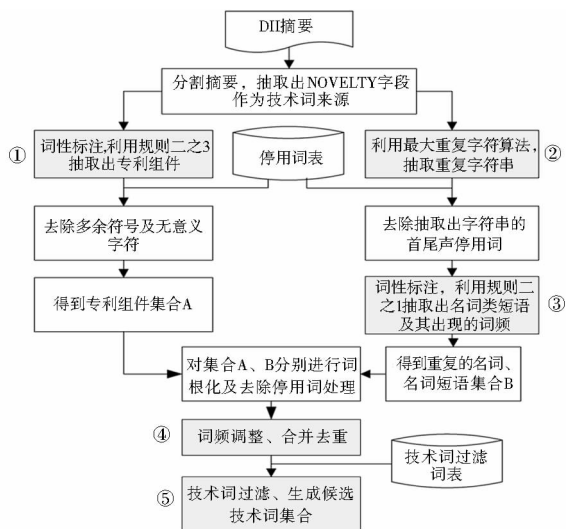 DII摘要
分割摘要，抽取出NOVELTY字段
作为技术词来源
①
词性标注,利用规则二之3
抽取出专利组件
停用词表
利用最大重复字符算法，
抽取重复字符串
②
去除多余符号及无意义
字符
去除抽取出字符串的
首尾声停用词
得到专利组件集合A
词性标注，利用规则二
之1抽取出名词类短语
及其出现的词频
③
对集合A、B分别进行词
根化及去除停用词处理
得到重复的名词、
名词短语集合B
④
词频调整、合并去重
技术词过滤
词表
⑤
技术词过滤、生成候选
技术词集合